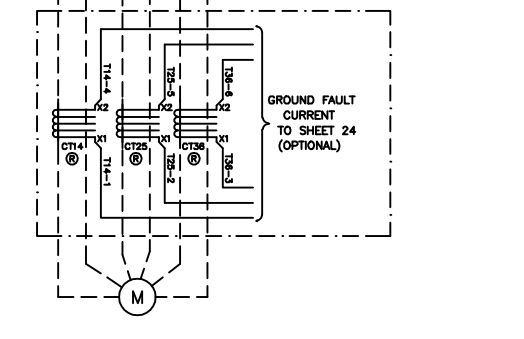 T14-4
T25-5
T36-6
X2
X2
X2
GROUND FAULT
CURRENT
TO SHEET 24
(OPTIONAL)
X1
X1
X1
CT14
CT25
CT36
R
R
R
T14-1
T25-2
T36-3
M